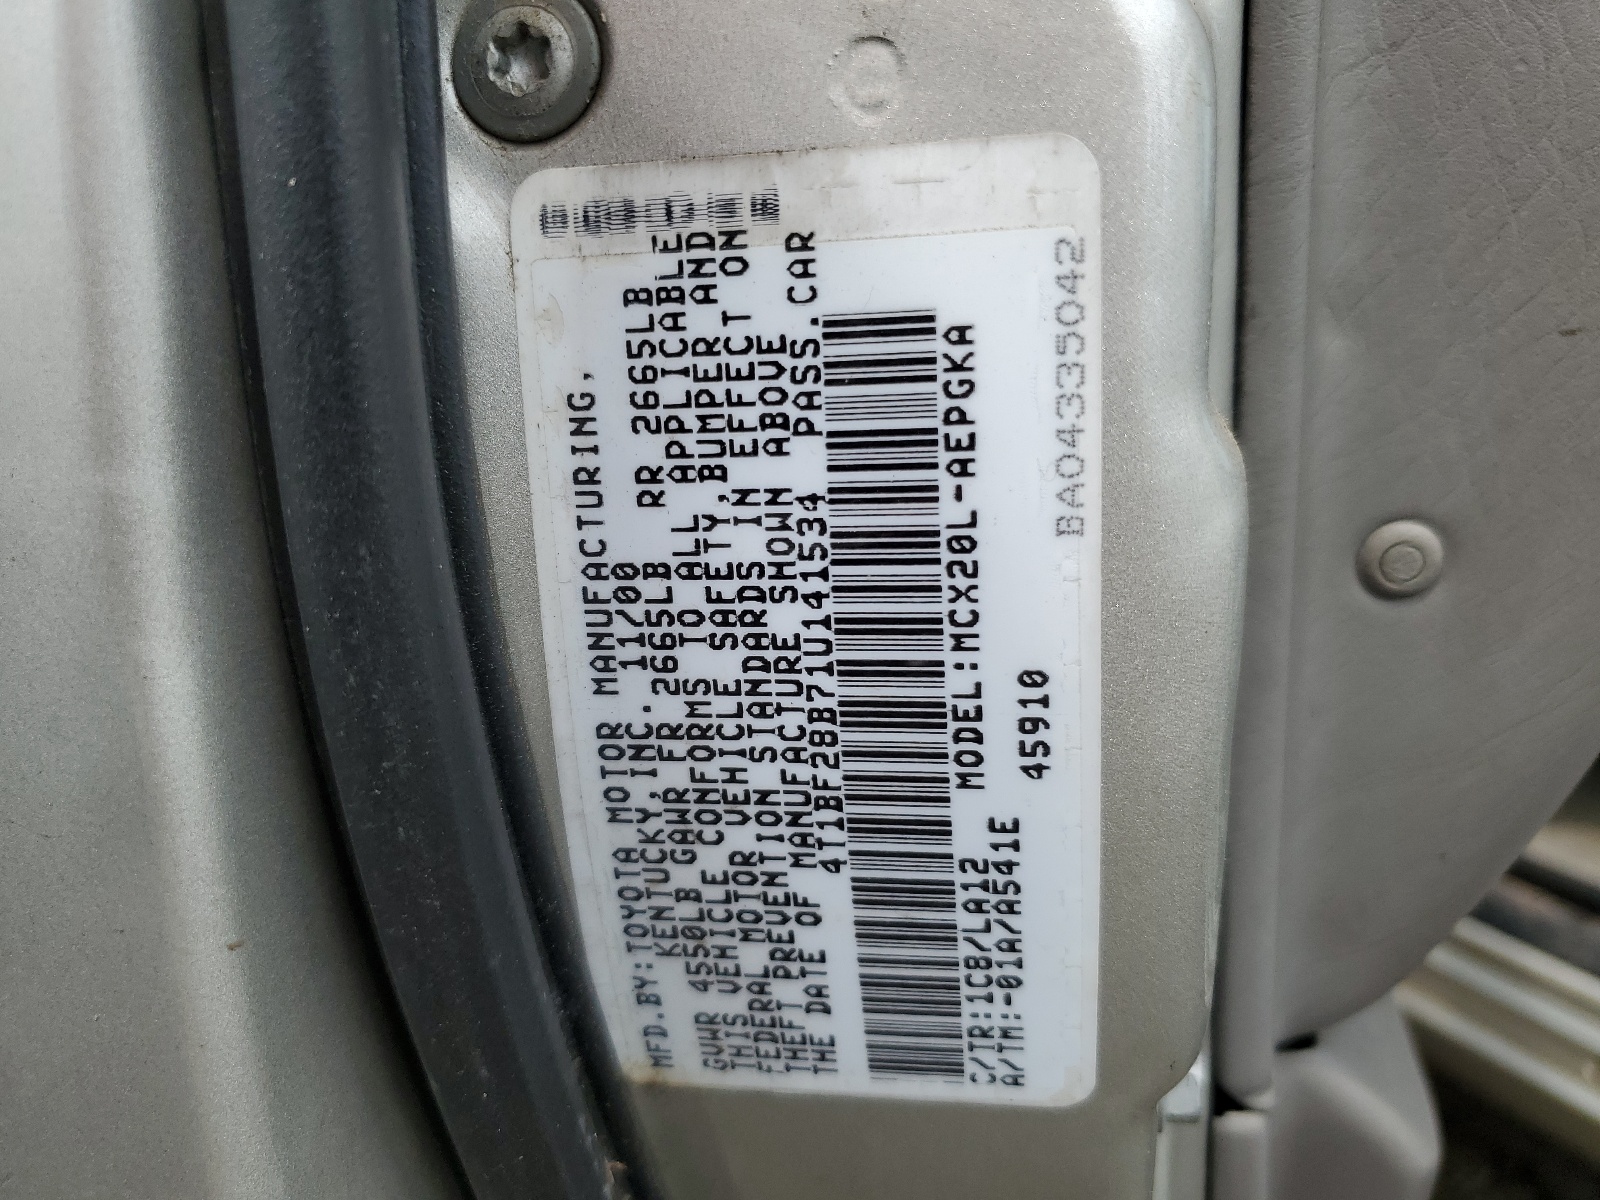 MFD.BY:TOYOTA MOTOR MANUFACTURING,
KENTUCKY,INC. 11/00
GVWR 4550LB GAWR FR 2665LB RR 2665LB
THIS VEHICLE CONFORMS TO ALL APPLICABLE
FEDERAL MOTOR VEHICLE SAFETY,BUMPER AND
THEFT PREVENTION STANDARDS IN EFFECT ON
THE DATE OF MANUFACTURE SHOWN ABOVE
4T1BF28B71U141534 PASS.CAR
C/TR:1C8/LA12 MODEL:MCX20L-AEPGKA
A/TM:-01A/A541E 45910
BA04335042